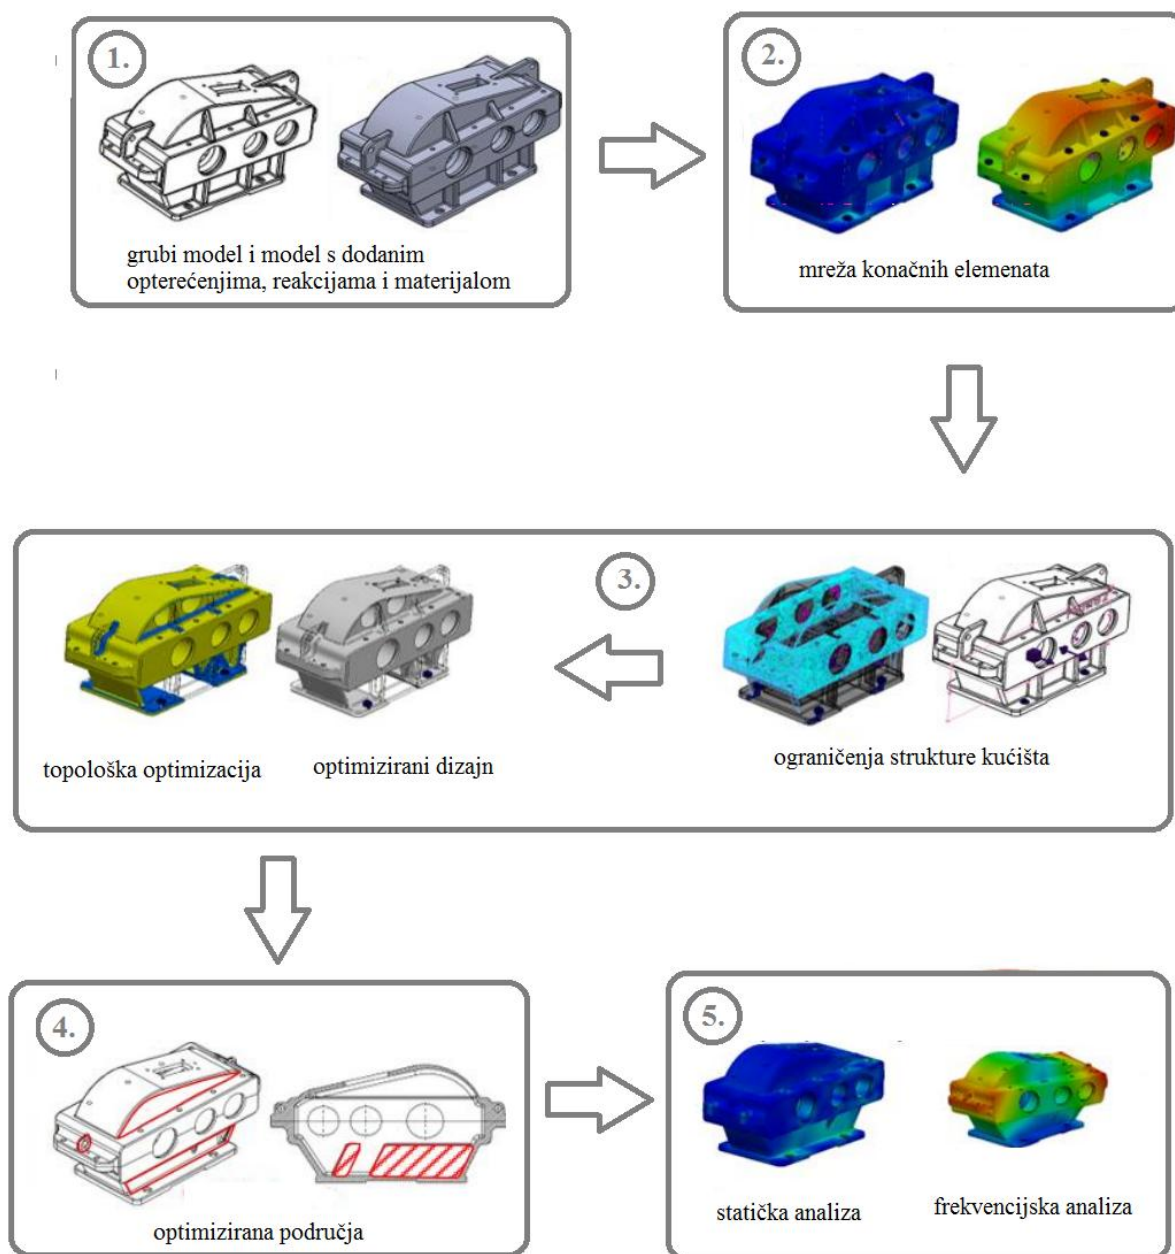 1.
grubi model i model s dodanim
opterećenjima, reakcijama i materijalom
2.
mreža konačnih elemenata
3.
topološka optimizacija
optimizirani dizajn
ograničenja strukture kućišta
4.
optimizirana područja
5.
statička analiza
frekvencijska analiza